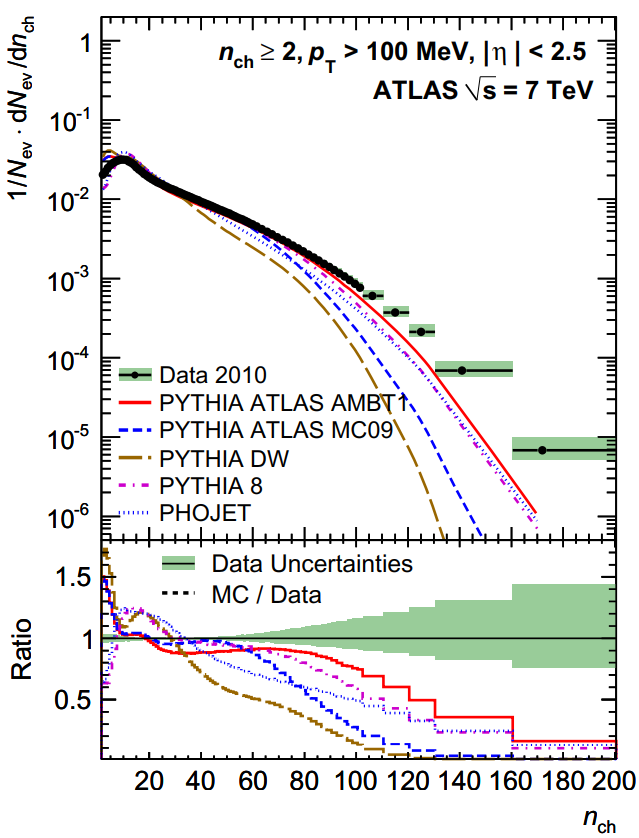 1/N_ev · dN_ev/dn_ch
n_ch ≥ 2, p_T > 100 MeV, |η| < 2.5
ATLAS √s = 7 TeV
10⁻¹
10⁻²
10⁻³
10⁻⁴
10⁻⁵
10⁻⁶
Data 2010
PYTHIA ATLAS AMBT1
PYTHIA ATLAS MC09
PYTHIA DW
PYTHIA 8
PHOJET
Ratio
1.5
1
0.5
Data Uncertainties
MC / Data
20 40 60 80 100 120 140 160 180 200
n_ch